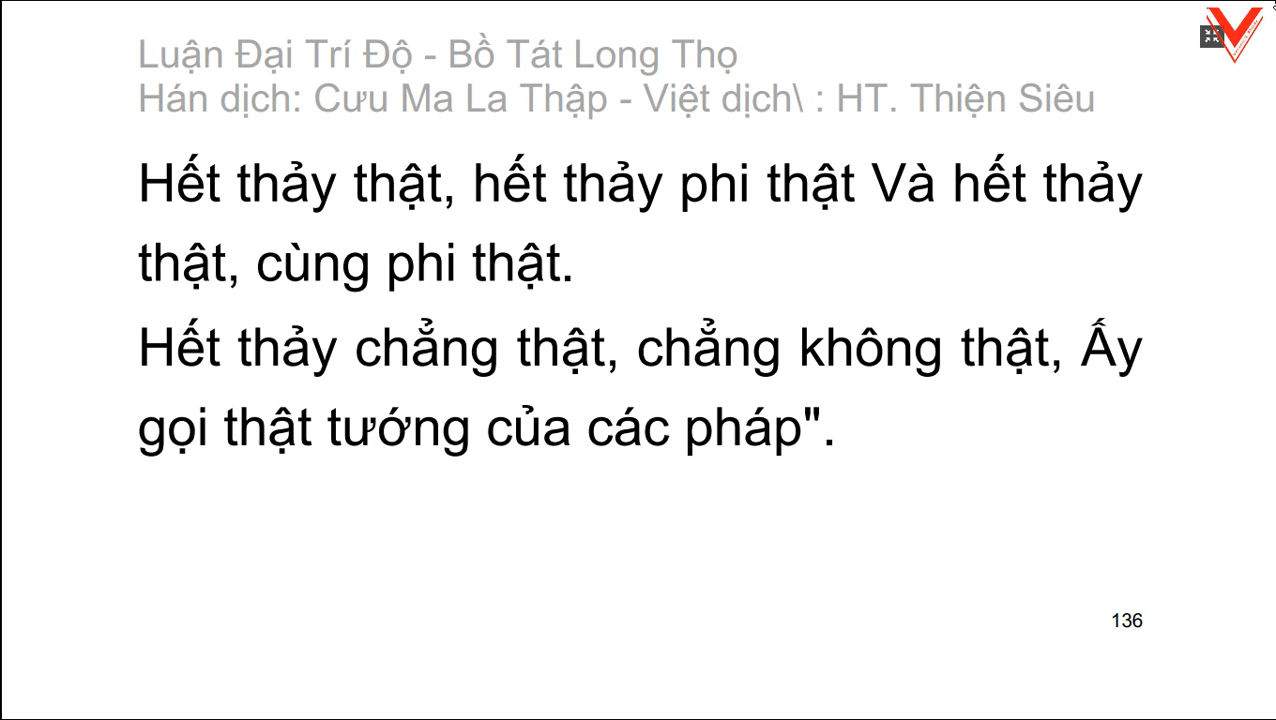 Luận Đại Trí Độ - Bồ Tát Long Thọ
Hán dịch: Cưu Ma La Thập - Việt dịch\ : HT. Thiện Siêu
Hết thảy thật, hết thảy phi thật Và hết thảy
thật, cùng phi thật.
Hết thảy chẳng thật, chẳng không thật, Ấy
gọi thật tướng của các pháp".
136